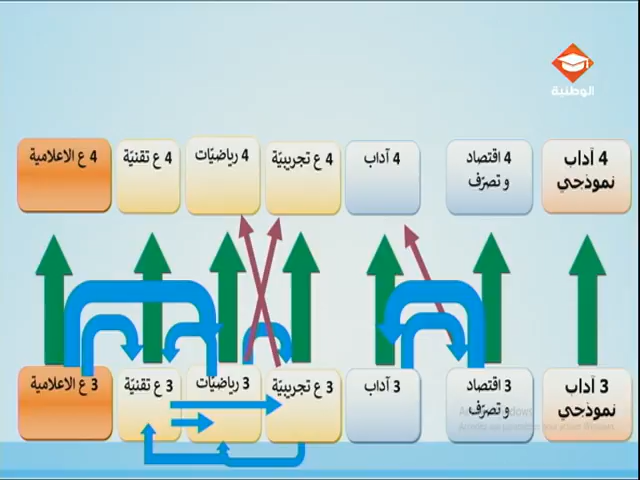 الوطنية
4 آداب
نموذجي
4 اقتصاد
و تصرّف
4 آداب
4 ع تجريبيّة
4 رياضيّات
4 ع تقنيّة
4 ع الاعلامية
3 آداب
نموذجي
3 اقتصاد
و تصرّف
3 آداب
3 ع تجريبيّة
3 رياضيّات
3 ع تقنيّة
3 ع الاعلامية